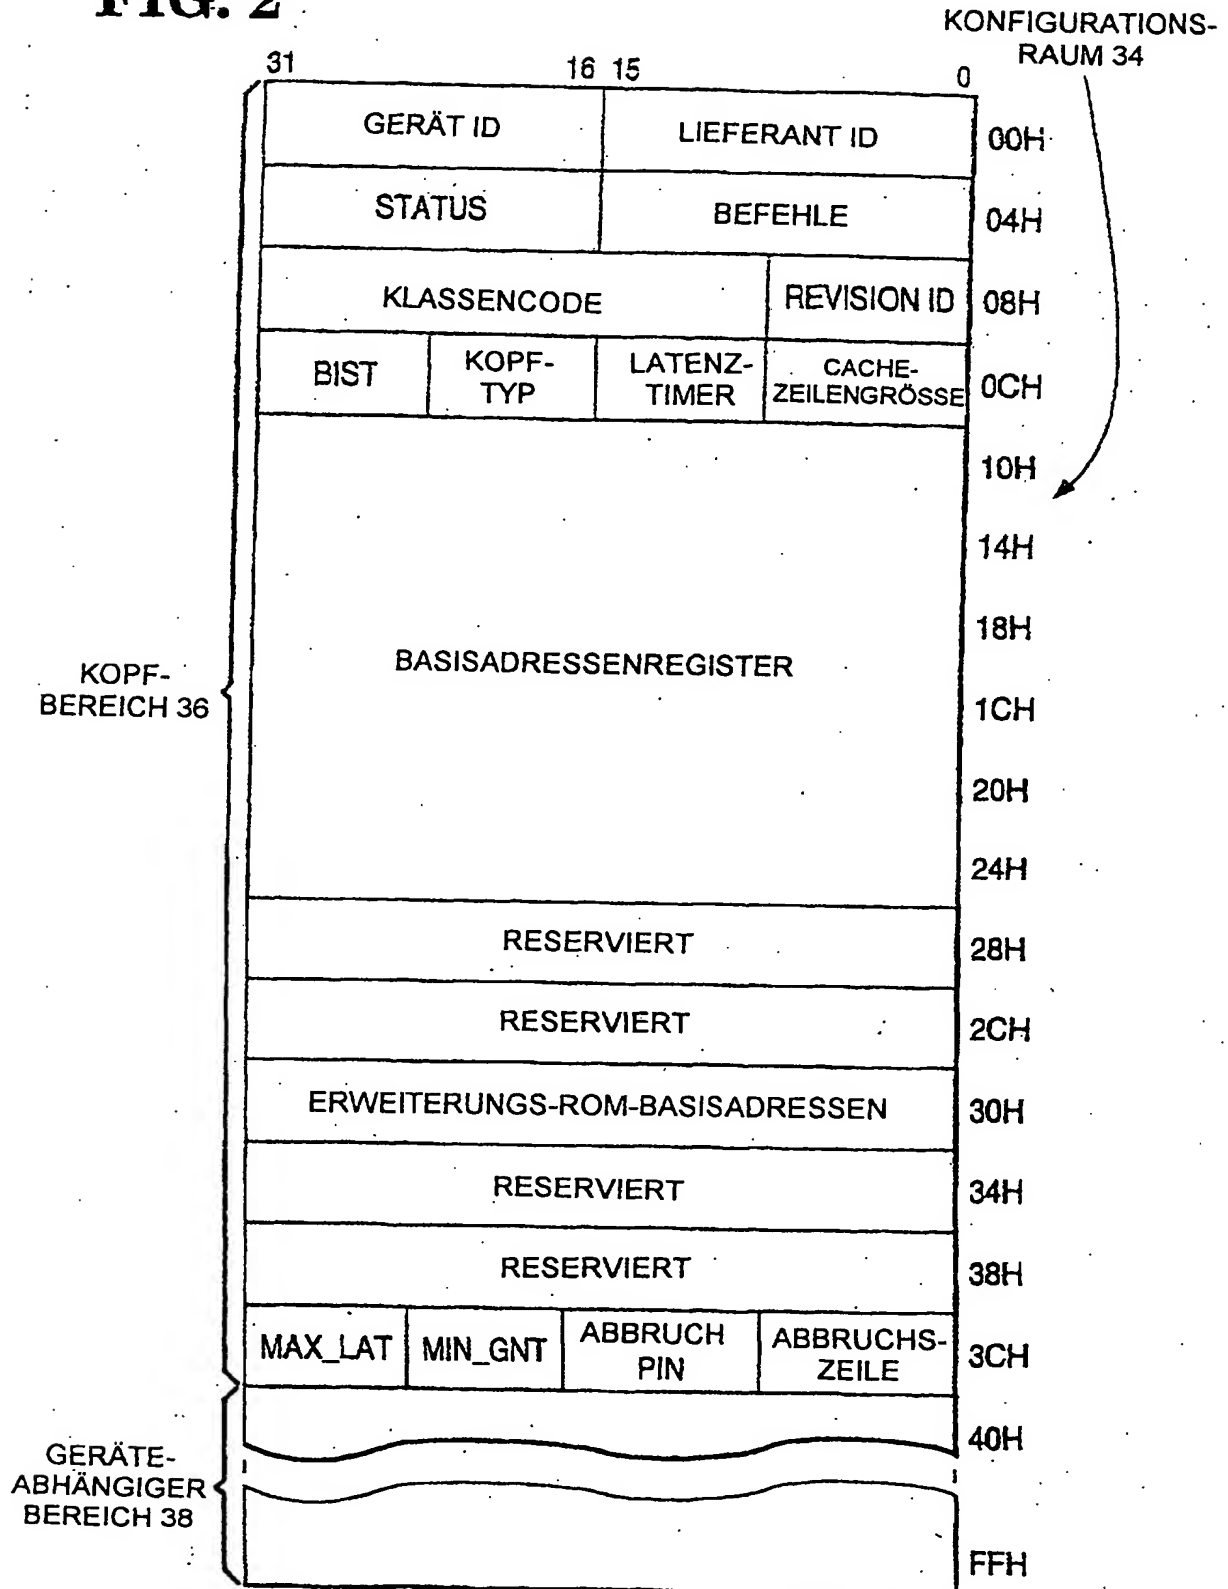 FIG. 2
KONFIGURATIONS-
RAUM 34
31 16 15 0
GERÄT ID LIEFERANT ID 00H
STATUS BEFEHLE 04H
KLASSENCODE REVISION ID 08H
BIST KOPF- LATENZ- CACHE- 0CH
TYP TIMER ZEILENGRÖSSE
10H
14H
18H
BASISADRESSENREGISTER
KOPF-
BEREICH 36
1CH
20H
24H
RESERVIERT 28H
RESERVIERT 2CH
ERWEITERUNGS-ROM-BASISADRESSEN 30H
RESERVIERT 34H
RESERVIERT 38H
MAX_LAT MIN_GNT ABBRUCH ABBRUCHS- 3CH
PIN ZEILE
40H
GERÄTE-
ABHÄNGIGER
BEREICH 38
FFH